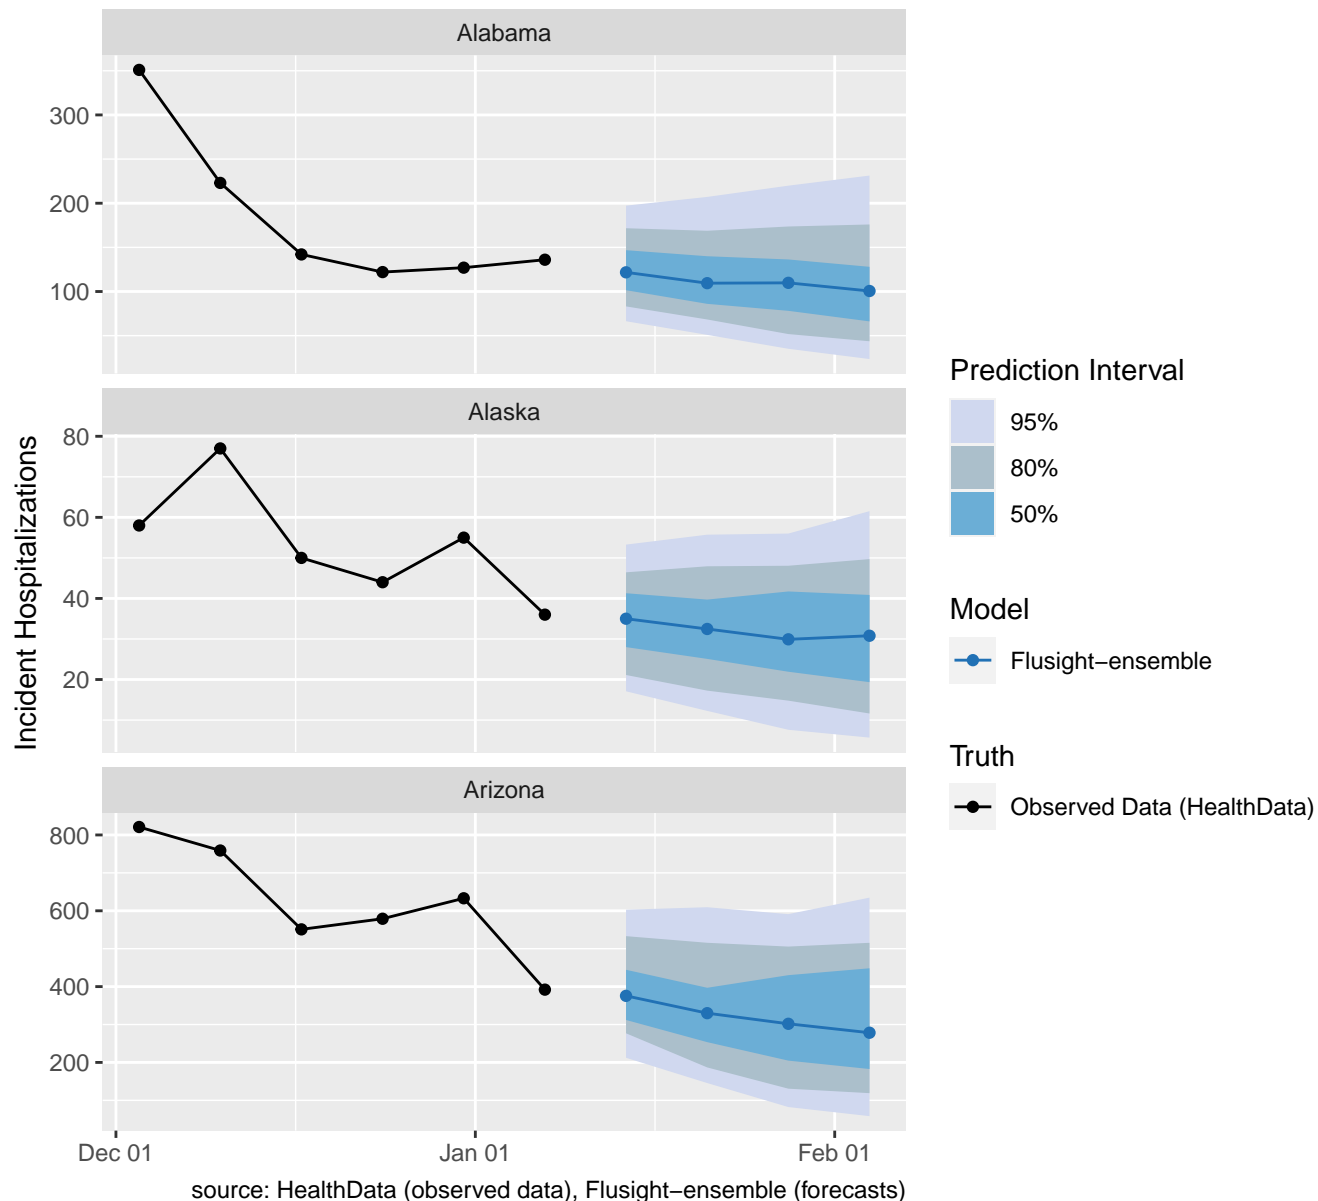 Alabama
300
200
100
Alaska
80
60
40
20
Arizona
800
600
400
200
Dec 01
Jan 01
Feb 01
Incident Hospitalizations
source: HealthData (observed data), Flusight−ensemble (forecasts)
Prediction Interval
95%
80%
50%
Model
Flusight−ensemble
Truth
Observed Data (HealthData)